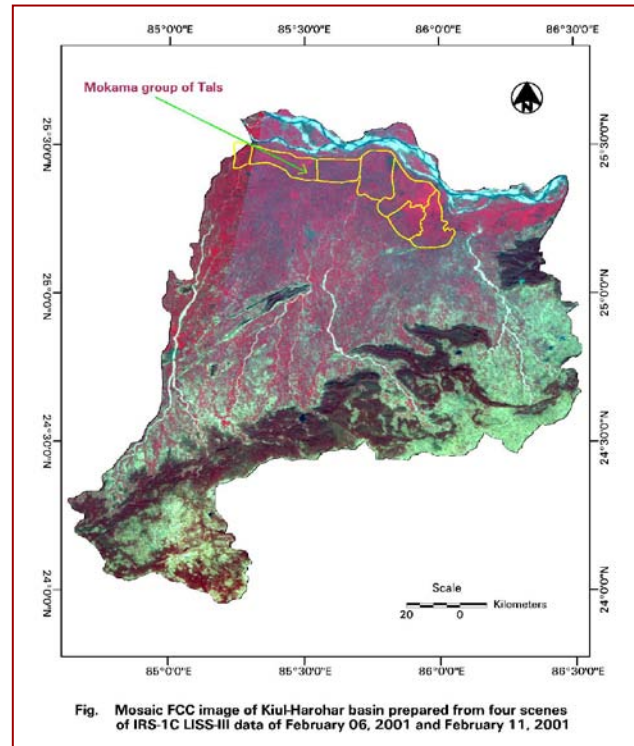 85°0'0"E 85°30'0"E 86°0'0"E 86°30'0"E
Mokama group of Tals
N
25°30'0"N
25°30'0"N
25°0'0"N
25°0'0"N
24°30'0"N
24°30'0"N
24°0'0"N
24°0'0"N
Scale
20 0 Kilometers
85°0'0"E 85°30'0"E 86°0'0"E 86°30'0"E
Fig. Mosaic FCC image of Kiul-Harohar basin prepared from four scenes
of IRS-1C LISS-III data of February 06, 2001 and February 11, 2001